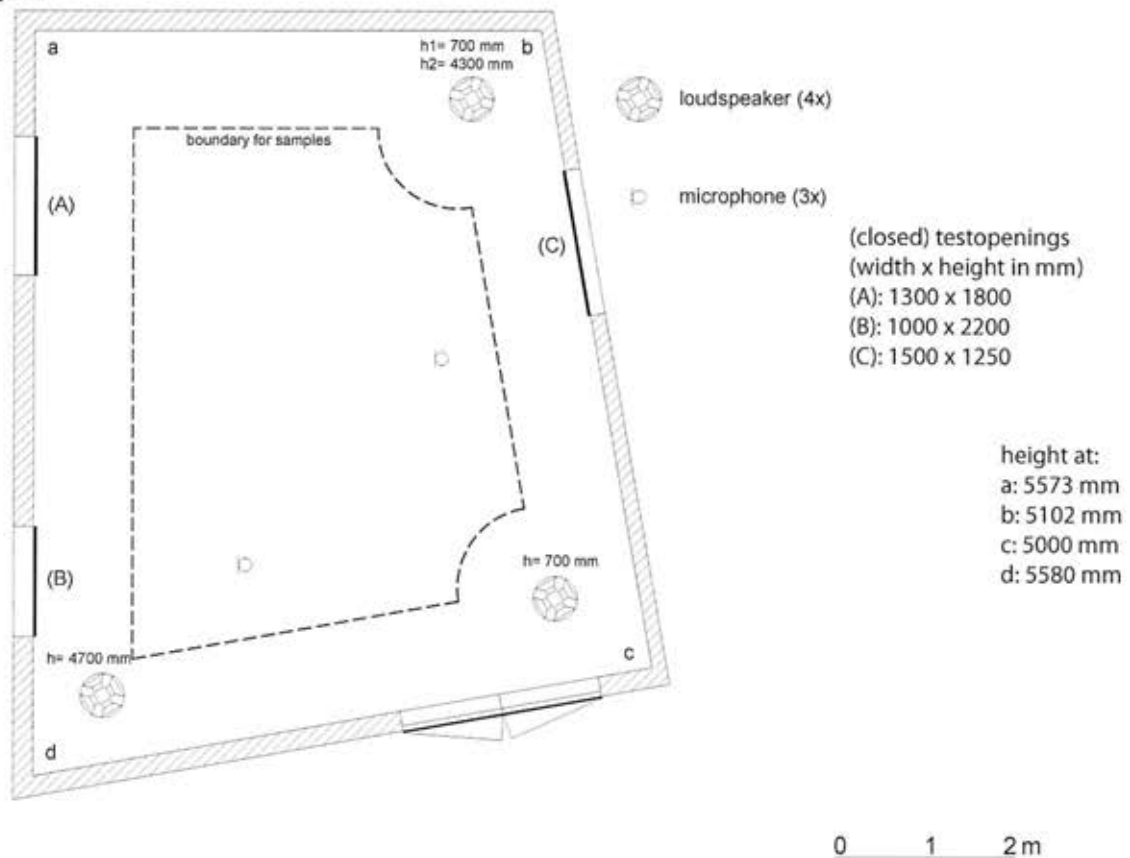 a
h1= 700 mm
h2= 4300 mm
b
loudspeaker (4x)
boundary for samples
(A)
microphone (3x)
(C)
(closed) testopenings
(width x height in mm)
(A): 1300 x 1800
(B): 1000 x 2200
(C): 1500 x 1250
height at:
a: 5573 mm
b: 5102 mm
c: 5000 mm
d: 5580 mm
(B)
h= 700 mm
h= 4700 mm
c
d
0 1 2 m